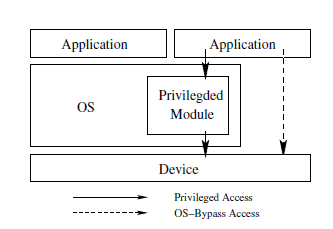 Application
Application
Privilegded
Module
OS
Device
Privileged Access
OS-Bypass Access